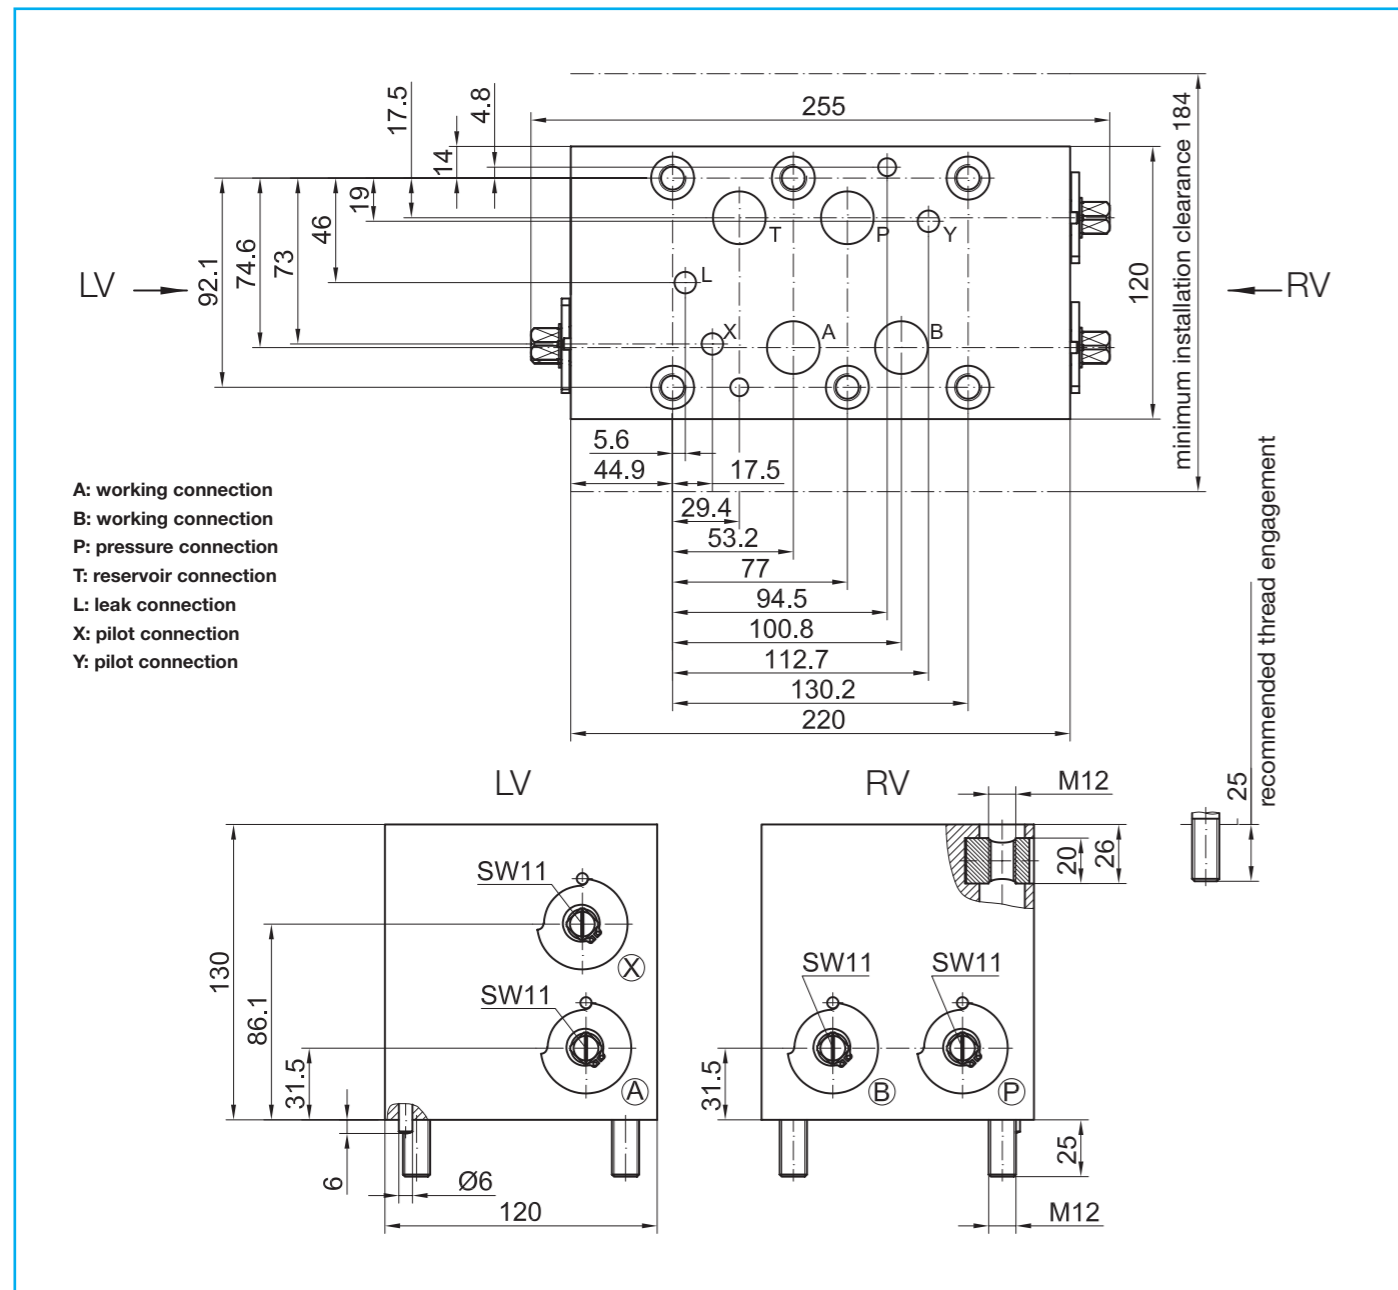 255
17.5
4.8
14
19
46
73
74.6
92.1
minimum installation clearance 184
120
T
P
Y
L
X
A
B
LV
RV
5.6
44.9
17.5
29.4
53.2
77
94.5
100.8
112.7
130.2
220
A: working connection
B: working connection
P: pressure connection
T: reservoir connection
L: leak connection
X: pilot connection
Y: pilot connection
recommended thread engagement
25
LV
SW11
X
SW11
A
130
86.1
31.5
6
Ø6
120
RV
M12
20
26
SW11
SW11
B
P
31.5
25
M12